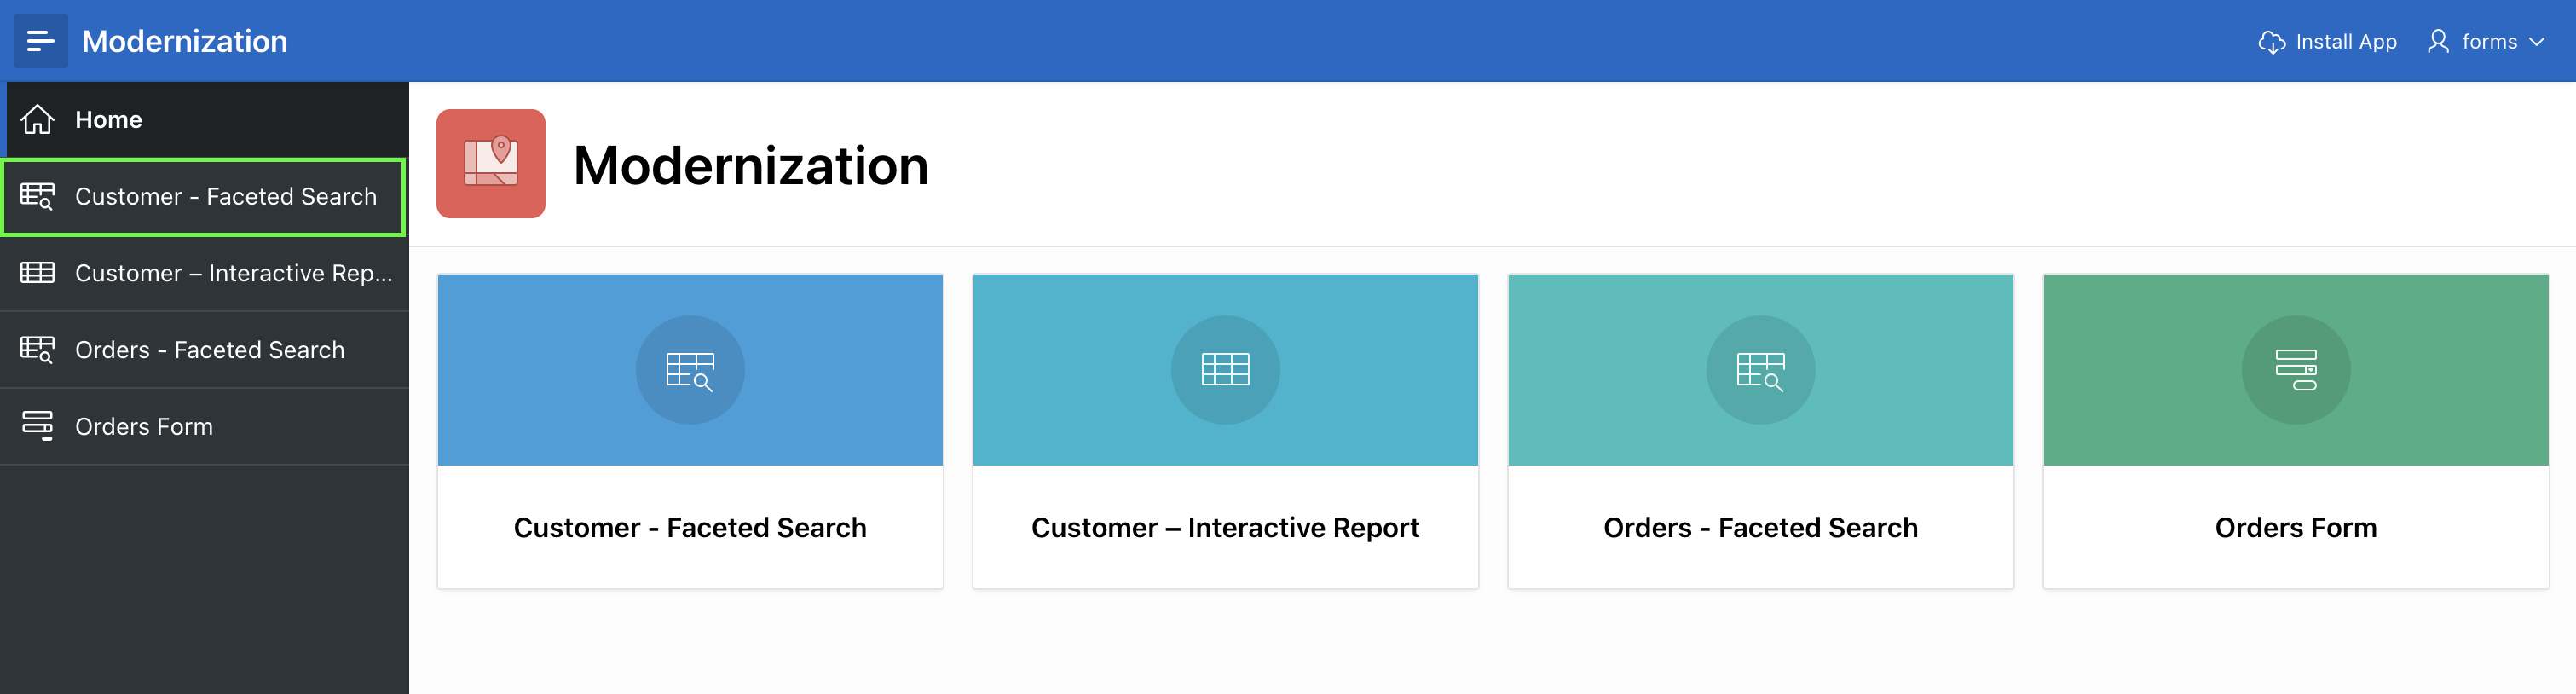 Modernization
Install App
forms
Home
Customer - Faceted Search
Customer – Interactive Rep...
Orders - Faceted Search
Orders Form
Modernization
Customer - Faceted Search
Customer – Interactive Report
Orders - Faceted Search
Orders Form